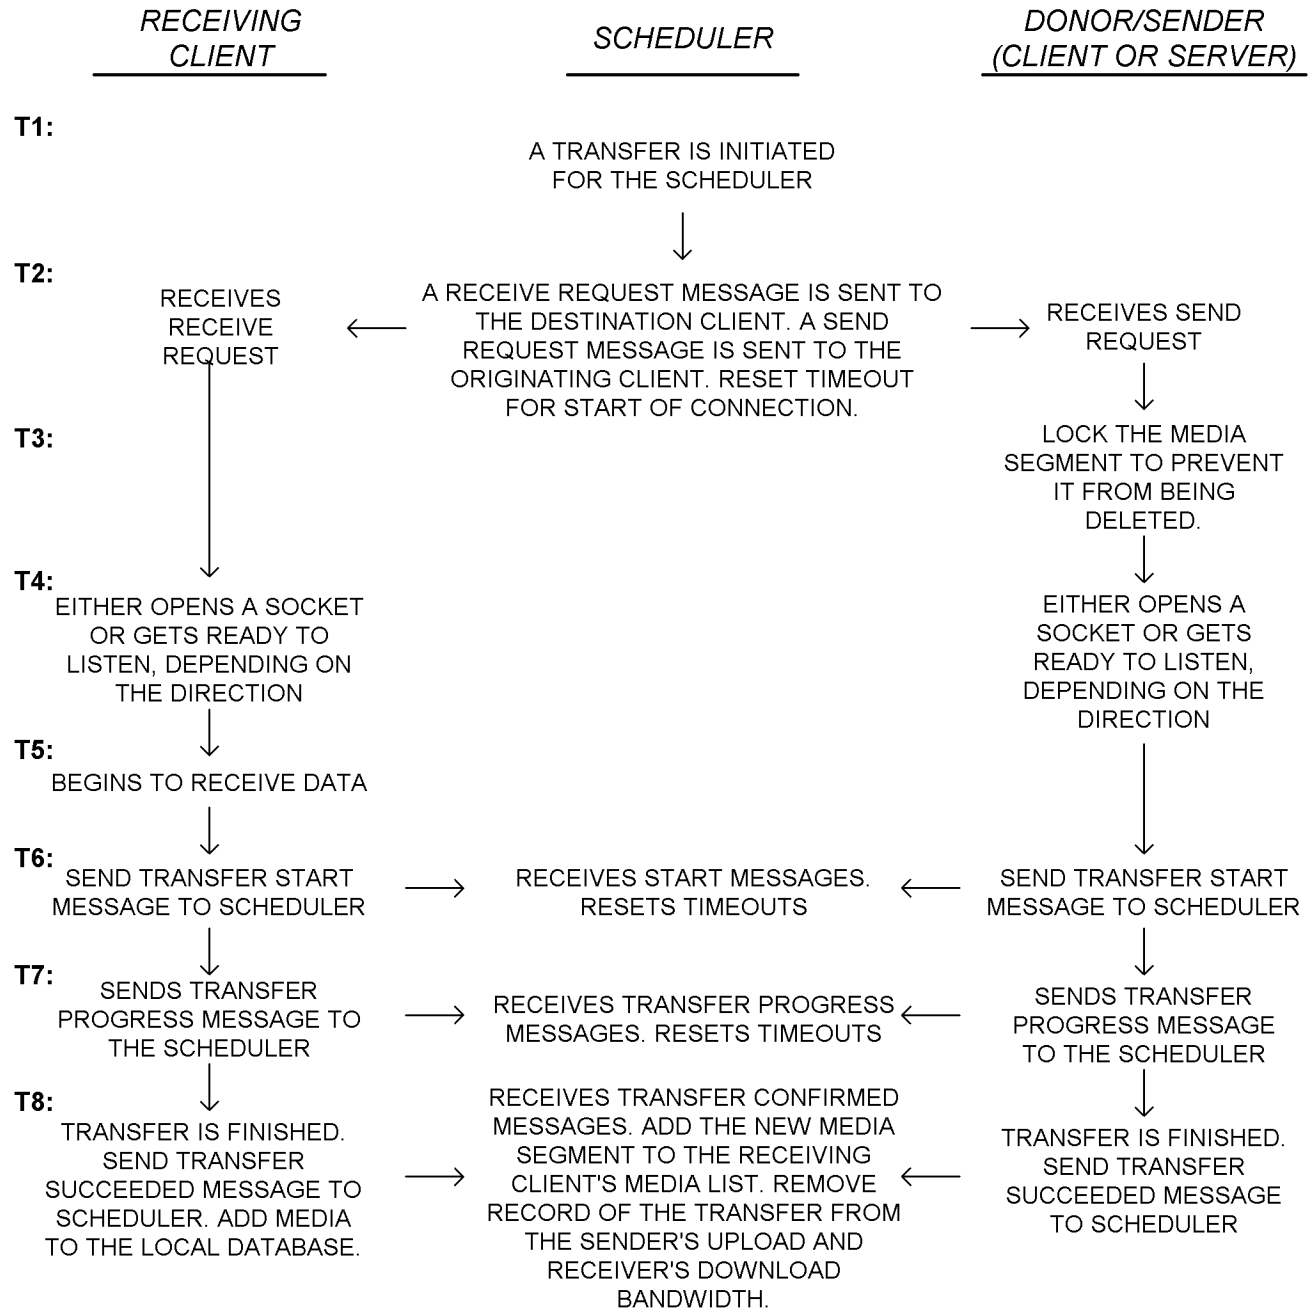 RECEIVING
CLIENT
SCHEDULER
DONOR/SENDER
(CLIENT OR SERVER)
T1:
A TRANSFER IS INITIATED
FOR THE SCHEDULER
T2:
RECEIVES
RECEIVE
REQUEST
A RECEIVE REQUEST MESSAGE IS SENT TO
THE DESTINATION CLIENT. A SEND
REQUEST MESSAGE IS SENT TO THE
ORIGINATING CLIENT. RESET TIMEOUT
FOR START OF CONNECTION.
RECEIVES SEND
REQUEST
T3:
LOCK THE MEDIA
SEGMENT TO PREVENT
IT FROM BEING
DELETED.
T4:
EITHER OPENS A SOCKET
OR GETS READY TO
LISTEN, DEPENDING ON
THE DIRECTION
EITHER OPENS A
SOCKET OR GETS
READY TO LISTEN,
DEPENDING ON THE
DIRECTION
T5:
BEGINS TO RECEIVE DATA
T6:
SEND TRANSFER START
MESSAGE TO SCHEDULER
RECEIVES START MESSAGES.
RESETS TIMEOUTS
SEND TRANSFER START
MESSAGE TO SCHEDULER
T7:
SENDS TRANSFER
PROGRESS MESSAGE TO
THE SCHEDULER
RECEIVES TRANSFER PROGRESS
MESSAGES. RESETS TIMEOUTS
SENDS TRANSFER
PROGRESS MESSAGE
TO THE SCHEDULER
T8:
TRANSFER IS FINISHED.
SEND TRANSFER
SUCCEEDED MESSAGE TO
SCHEDULER. ADD MEDIA
TO THE LOCAL DATABASE.
RECEIVES TRANSFER CONFIRMED
MESSAGES. ADD THE NEW MEDIA
SEGMENT TO THE RECEIVING
CLIENT'S MEDIA LIST. REMOVE
RECORD OF THE TRANSFER FROM
THE SENDER'S UPLOAD AND
RECEIVER'S DOWNLOAD
BANDWIDTH.
TRANSFER IS FINISHED.
SEND TRANSFER
SUCCEEDED MESSAGE
TO SCHEDULER